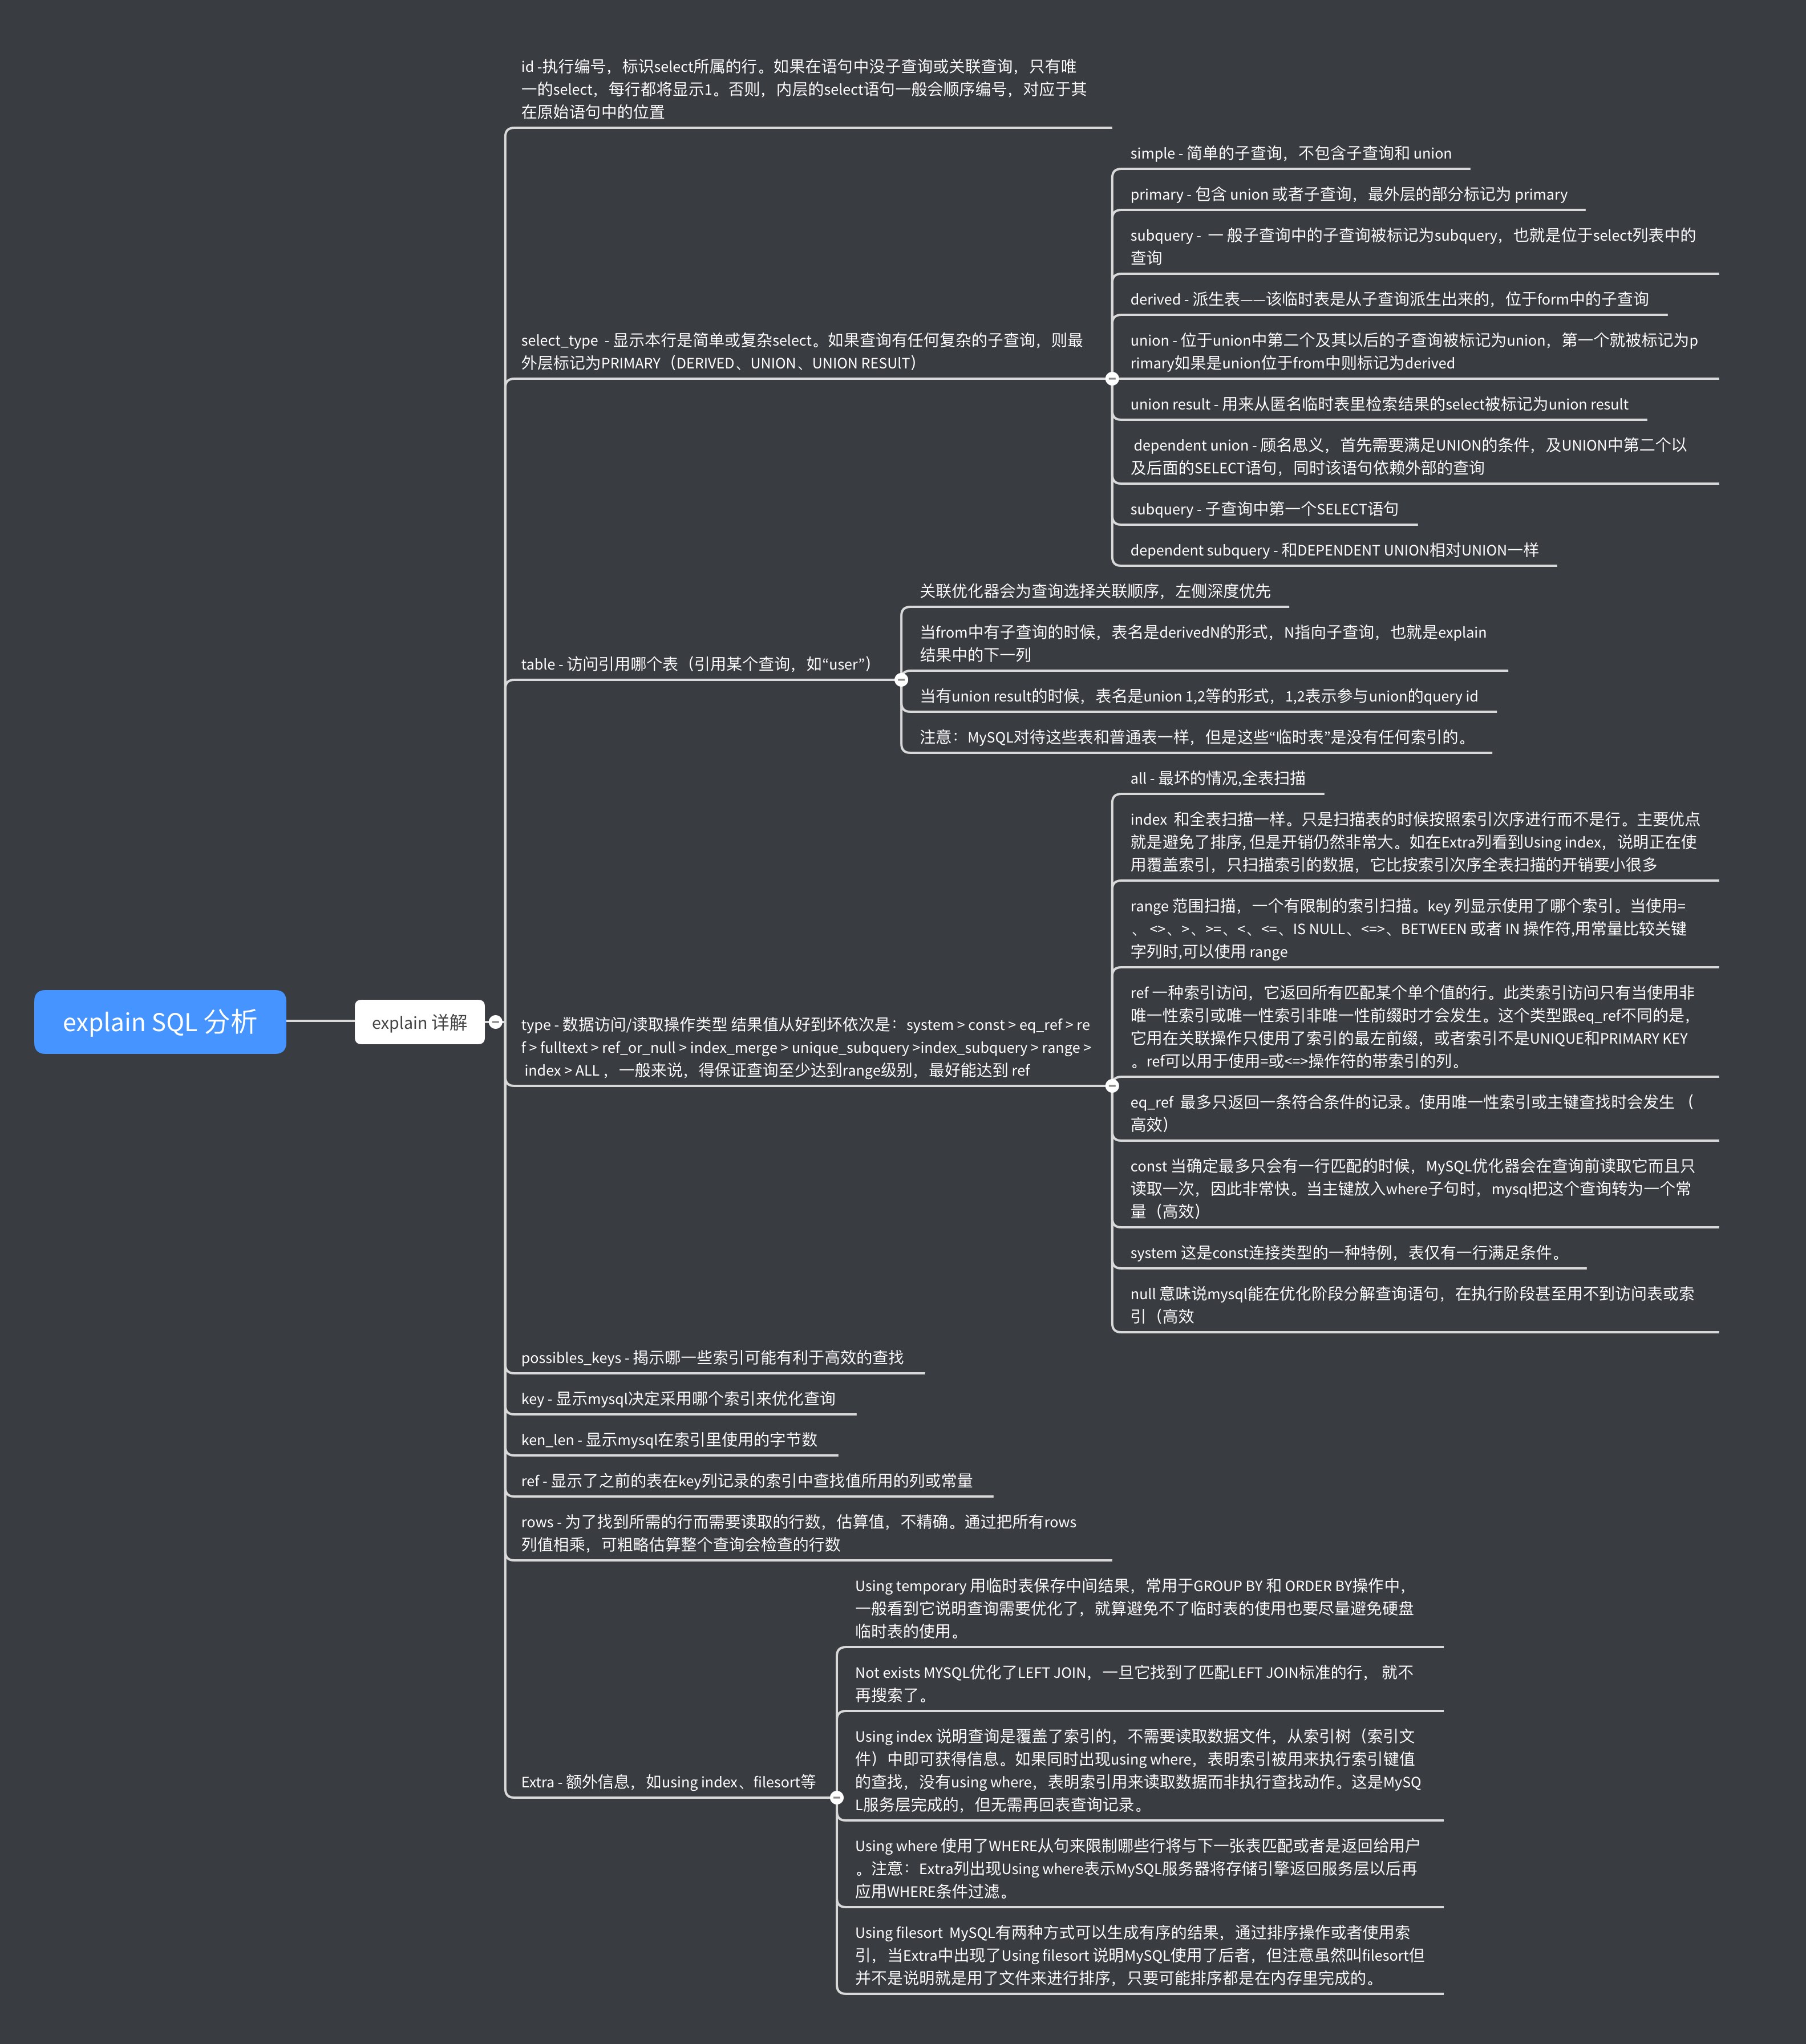 explain SQL 分析
explain 详解
id -执行编号，标识select所属的行。如果在语句中没子查询或关联查询，只有唯
一的select，每行都将显示1。否则，内层的select语句一般会顺序编号，对应于其
在原始语句中的位置
select_type - 显示本行是简单或复杂select。如果查询有任何复杂的子查询，则最
外层标记为PRIMARY（DERIVED、UNION、UNION RESUlT）
simple - 简单的子查询，不包含子查询和 union
primary - 包含 union 或者子查询，最外层的部分标记为 primary
subquery - 一 般子查询中的子查询被标记为subquery，也就是位于select列表中的
查询
derived - 派生表——该临时表是从子查询派生出来的，位于form中的子查询
union - 位于union中第二个及其以后的子查询被标记为union，第一个就被标记为p
rimary如果是union位于from中则标记为derived
union result - 用来从匿名临时表里检索结果的select被标记为union result
dependent union - 顾名思义，首先需要满足UNION的条件，及UNION中第二个以
及后面的SELECT语句，同时该语句依赖外部的查询
subquery - 子查询中第一个SELECT语句
dependent subquery - 和DEPENDENT UNION相对UNION一样
table - 访问引用哪个表（引用某个查询，如“user”）
关联优化器会为查询选择关联顺序，左侧深度优先
当from中有子查询的时候，表名是derivedN的形式，N指向子查询，也就是explain
结果中的下一列
当有union result的时候，表名是union 1,2等的形式，1,2表示参与union的query id
注意：MySQL对待这些表和普通表一样，但是这些“临时表”是没有任何索引的。
type - 数据访问/读取操作类型 结果值从好到坏依次是：system > const > eq_ref > re
f > fulltext > ref_or_null > index_merge > unique_subquery >index_subquery > range >
index > ALL ，一般来说，得保证查询至少达到range级别，最好能达到 ref
all - 最坏的情况,全表扫描
index 和全表扫描一样。只是扫描表的时候按照索引次序进行而不是行。主要优点
就是避免了排序, 但是开销仍然非常大。如在Extra列看到Using index，说明正在使
用覆盖索引，只扫描索引的数据，它比按索引次序全表扫描的开销要小很多
range 范围扫描，一个有限制的索引扫描。key 列显示使用了哪个索引。当使用=
、 <>、>、>=、<、<=、IS NULL、<=>、BETWEEN 或者 IN 操作符,用常量比较关键
字列时,可以使用 range
ref 一种索引访问，它返回所有匹配某个单个值的行。此类索引访问只有当使用非
唯一性索引或唯一性索引非唯一性前缀时才会发生。这个类型跟eq_ref不同的是，
它用在关联操作只使用了索引的最左前缀，或者索引不是UNIQUE和PRIMARY KEY
。ref可以用于使用=或<=>操作符的带索引的列。
eq_ref 最多只返回一条符合条件的记录。使用唯一性索引或主键查找时会发生 （
高效）
const 当确定最多只会有一行匹配的时候，MySQL优化器会在查询前读取它而且只
读取一次，因此非常快。当主键放入where子句时，mysql把这个查询转为一个常
量（高效）
system 这是const连接类型的一种特例，表仅有一行满足条件。
null 意味说mysql能在优化阶段分解查询语句，在执行阶段甚至用不到访问表或索
引（高效
possibles_keys - 揭示哪一些索引可能有利于高效的查找
key - 显示mysql决定采用哪个索引来优化查询
ken_len - 显示mysql在索引里使用的字节数
ref - 显示了之前的表在key列记录的索引中查找值所用的列或常量
rows - 为了找到所需的行而需要读取的行数，估算值，不精确。通过把所有rows
列值相乘，可粗略估算整个查询会检查的行数
Extra - 额外信息，如using index、filesort等
Using temporary 用临时表保存中间结果，常用于GROUP BY 和 ORDER BY操作中，
一般看到它说明查询需要优化了，就算避免不了临时表的使用也要尽量避免硬盘
临时表的使用。
Not exists MYSQL优化了LEFT JOIN，一旦它找到了匹配LEFT JOIN标准的行， 就不
再搜索了。
Using index 说明查询是覆盖了索引的，不需要读取数据文件，从索引树（索引文
件）中即可获得信息。如果同时出现using where，表明索引被用来执行索引键值
的查找，没有using where，表明索引用来读取数据而非执行查找动作。这是MySQ
L服务层完成的，但无需再回表查询记录。
Using where 使用了WHERE从句来限制哪些行将与下一张表匹配或者是返回给用户
。注意：Extra列出现Using where表示MySQL服务器将存储引擎返回服务层以后再
应用WHERE条件过滤。
Using filesort MySQL有两种方式可以生成有序的结果，通过排序操作或者使用索
引，当Extra中出现了Using filesort 说明MySQL使用了后者，但注意虽然叫filesort但
并不是说明就是用了文件来进行排序，只要可能排序都是在内存里完成的。